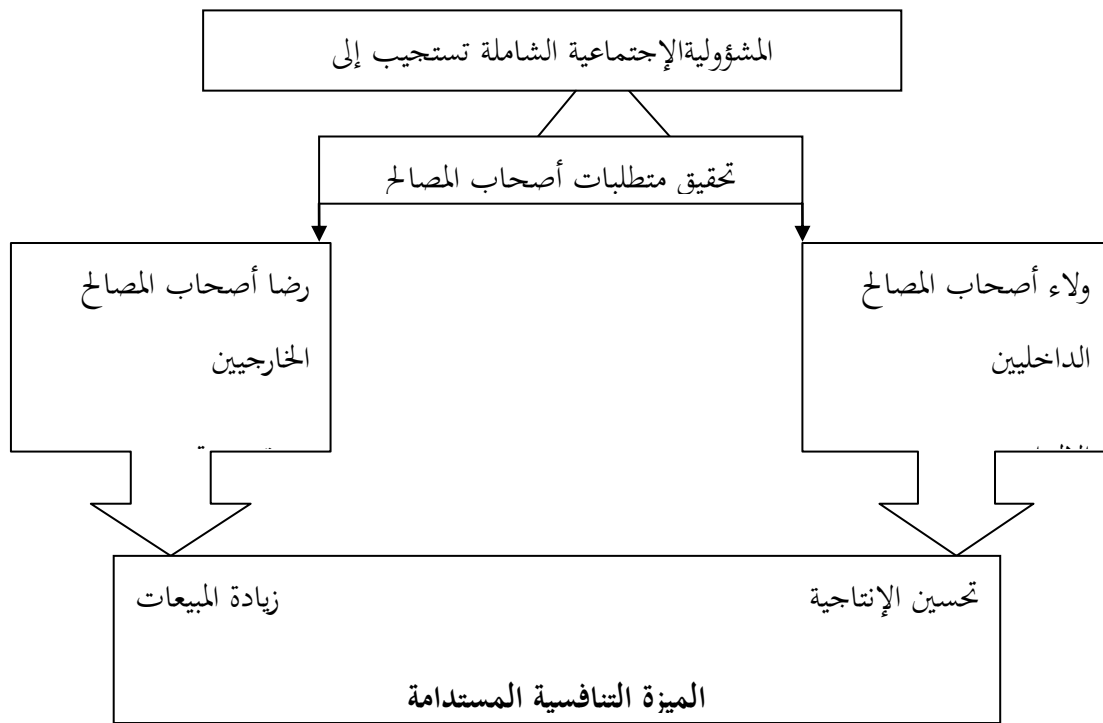 المشؤوليةالإجتماعية الشاملة تستجيب إلى
تحقيق متطلبات أصحاب المصالح
ولاء أصحاب المصالح
الداخليين
رضا أصحاب المصالح
الخارجيين
تحسين الإنتاجية
زيادة المبيعات
الميزة التنافسية المستدامة